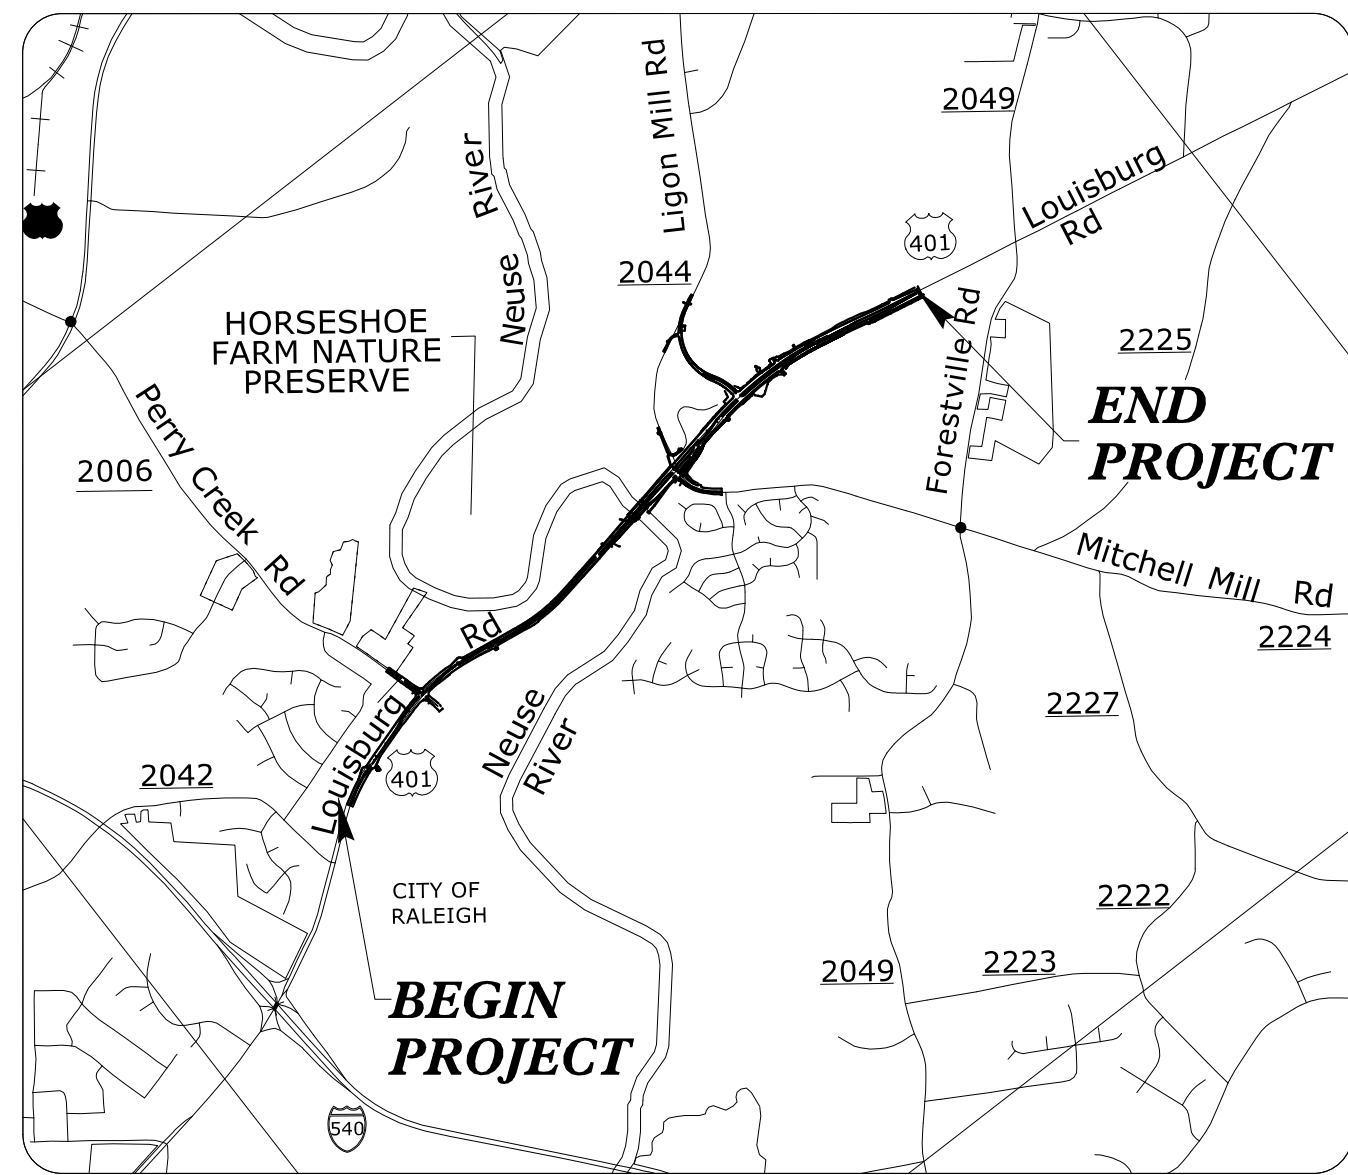 2049
Ligon Mill Rd
Neuse River
Louisburg
Rd
401
2044
HORSESHOE
FARM NATURE
PRESERVE
2225
Forestville Rd
END
PROJECT
Perry Creek Rd
2006
Mitchell Mill Rd
2224
Louisburg Rd
2227
Neuse
River
401
2042
CITY OF
RALEIGH
2222
2049
2223
BEGIN
PROJECT
540